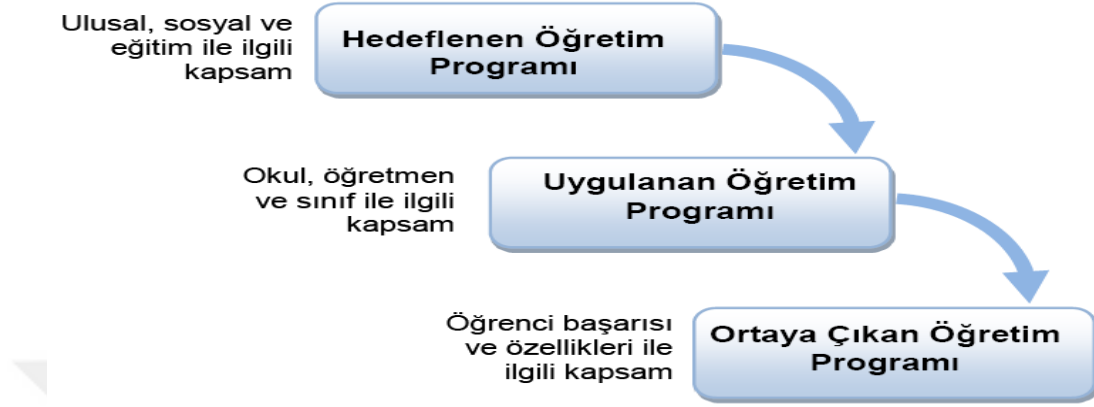 Ulusal, sosyal ve
eğitim ile ilgili
kapsam
Hedeflenen Öğretim
Programı
Okul, öğretmen
ve sınıf ile ilgili
kapsam
Uygulanan Öğretim
Programı
Öğrenci başarısı
ve özellikleri ile
ilgili kapsam
Ortaya Çıkan Öğretim
Programı